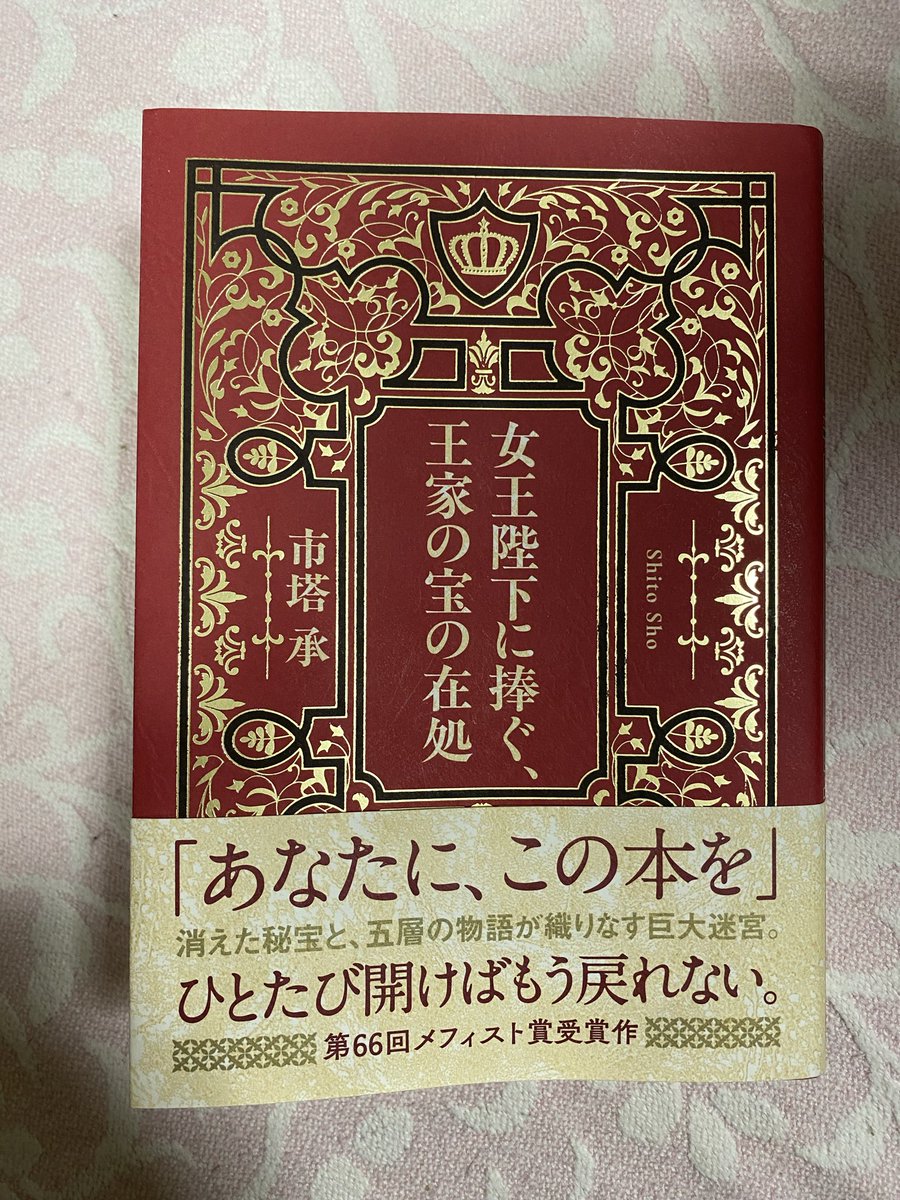 女王陛下に捧ぐ、
王家の宝の在処
市塔 承
Shito Sho
「あなたに、この本を」
消えた秘宝と、五層の物語が織りなす巨大迷宮。
ひとたび開けばもう戻れない。
第66回メフィスト賞受賞作